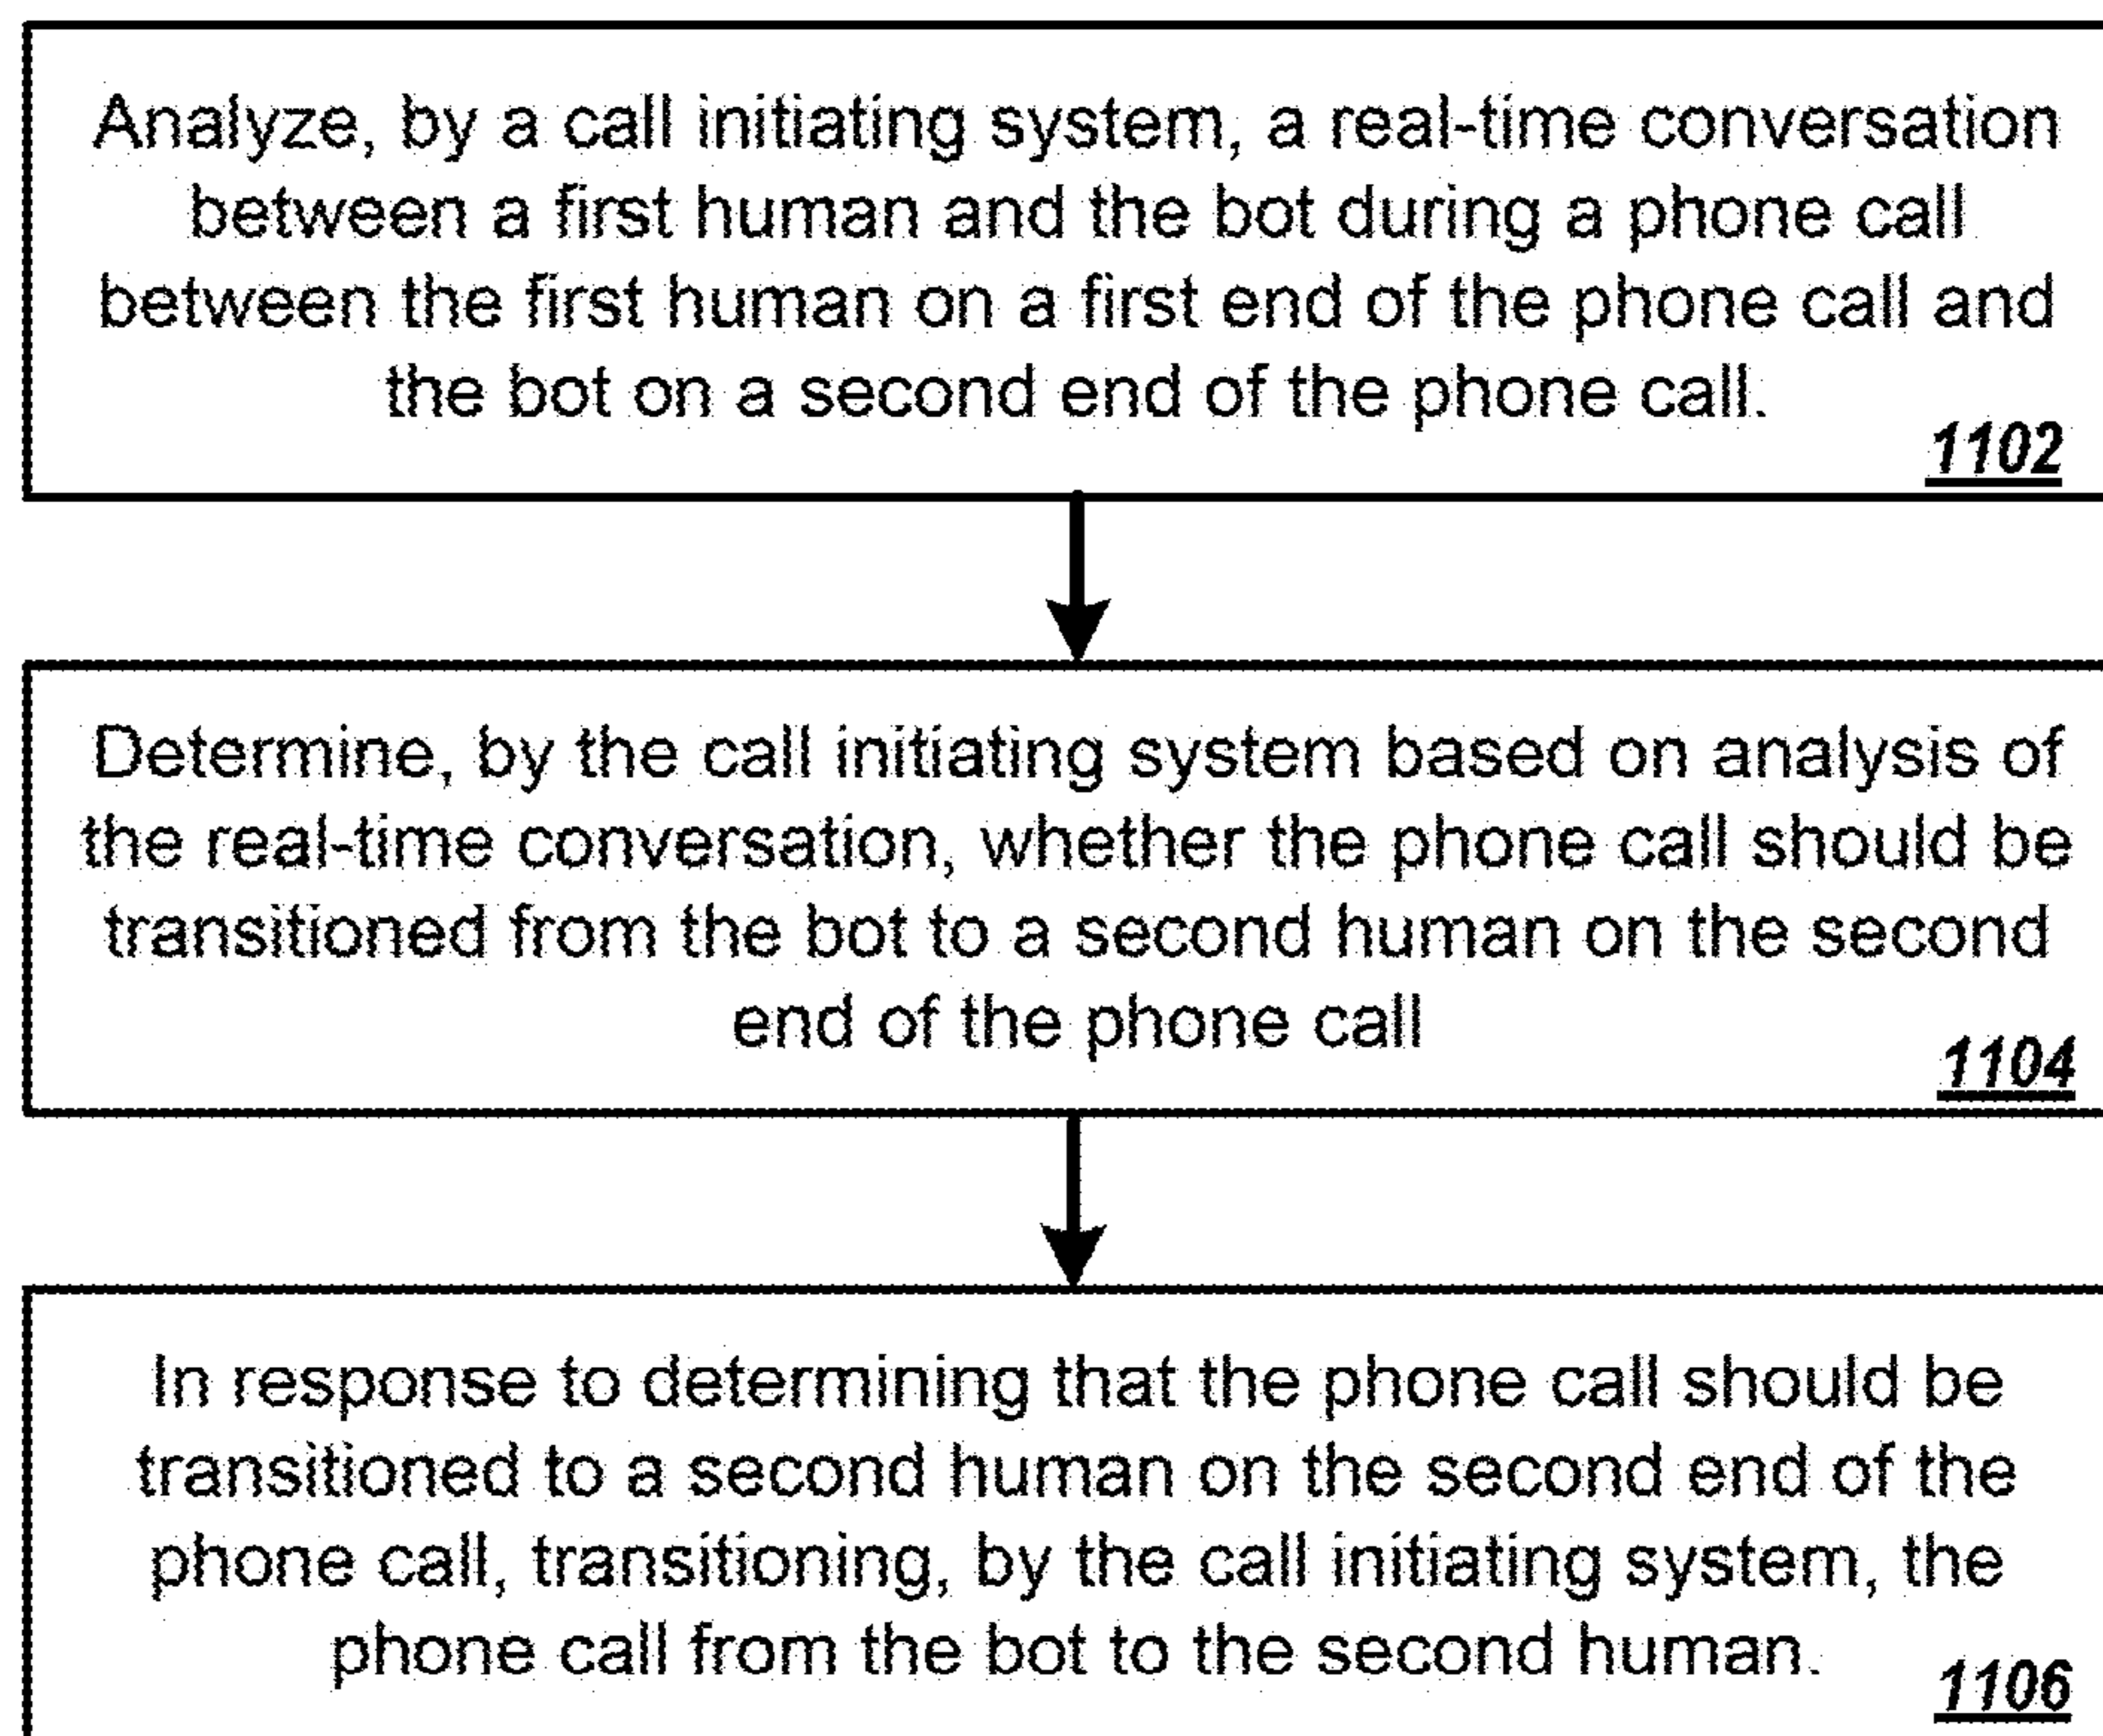 Analyze, by a call initiating system, a real-time conversation
between a first human and the bot during a phone call
between the first human on a first end of the phone call and
the bot on a second end of the phone call.
1102
Determine, by the call initiating system based on analysis of
the real-time conversation, whether the phone call should be
transitioned from the bot to a second human on the second
end of the phone call
1104
In response to determining that the phone call should be
transitioned to a second human on the second end of the
phone call, transitioning, by the call initiating system, the
phone call from the bot to the second human.
1106